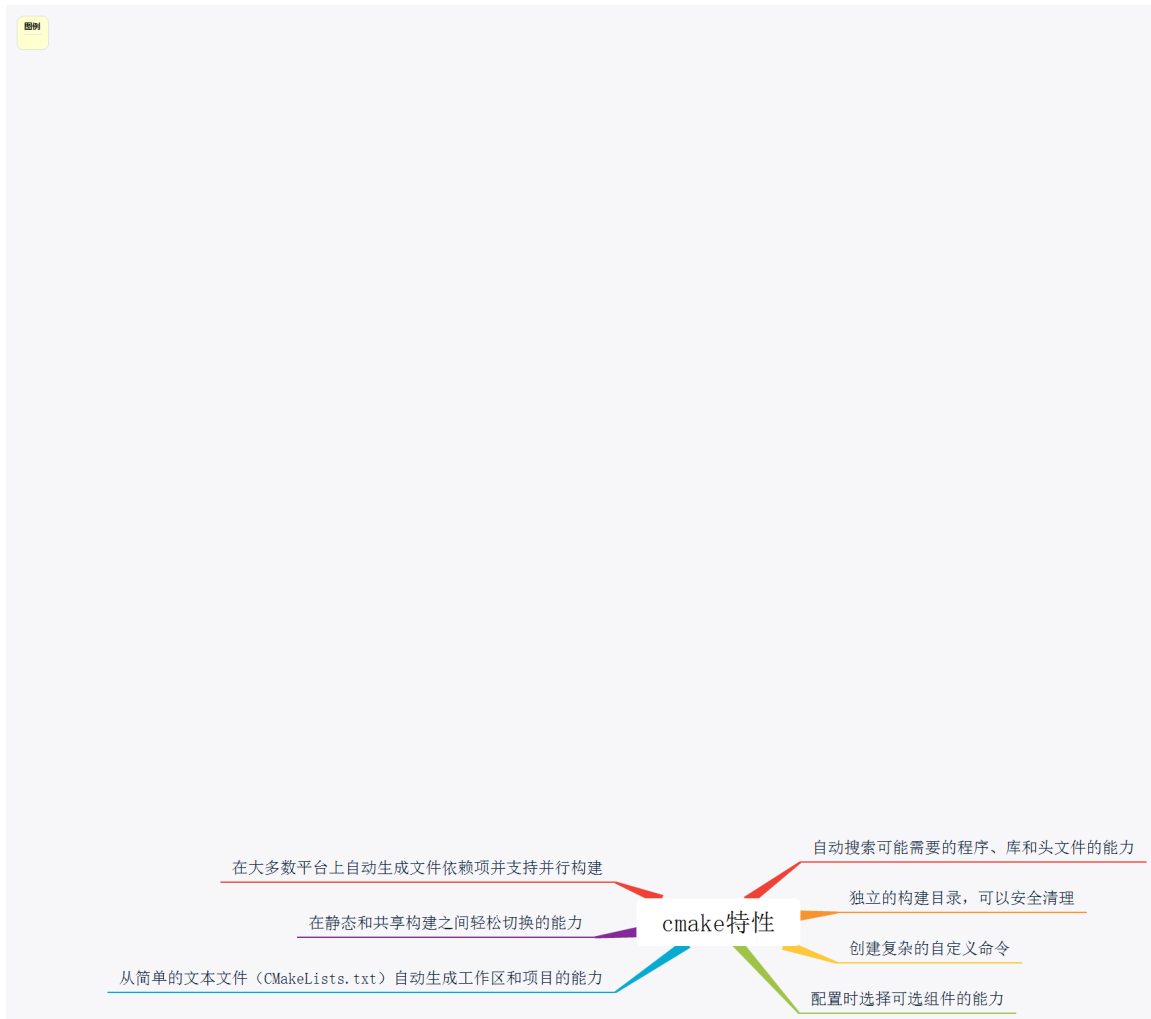 图例
自动搜索可能需要的程序、库和头文件的能力
在大多数平台上自动生成文件依赖项并支持并行构建
独立的构建目录，可以安全清理
在静态和共享构建之间轻松切换的能力
cmake特性
创建复杂的自定义命令
从简单的文本文件（CMakeLists.txt）自动生成工作区和项目的能力
配置时选择可选组件的能力